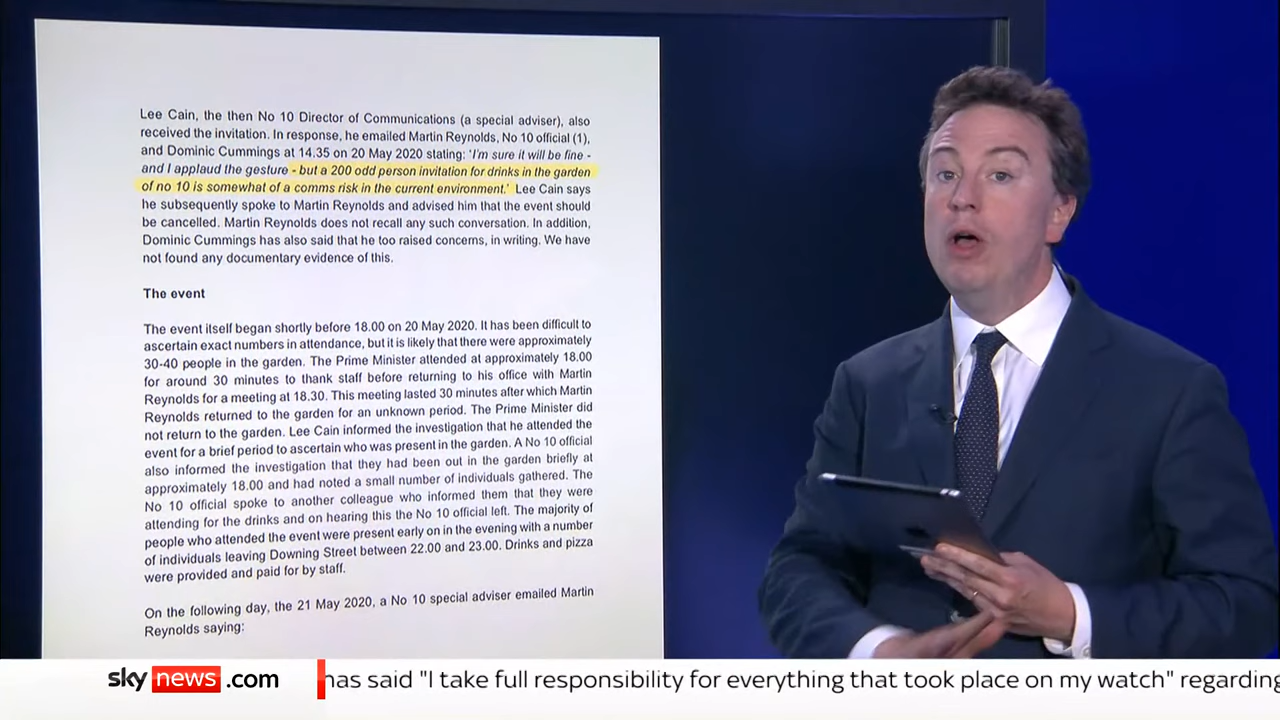 Lee Cain, the then No 10 Director of Communications (a special adviser), also
received the invitation. In response, he emailed Martin Reynolds, No 10 official (1),
and Dominic Cummings at 14.35 on 20 May 2020 stating: 'I'm sure it will be fine -
and I applaud the gesture - but a 200 odd person invitation for drinks in the garden
of no 10 is somewhat of a comms risk in the current environment.' Lee Cain says
he subsequently spoke to Martin Reynolds and advised him that the event should
be cancelled. Martin Reynolds does not recall any such conversation. In addition,
Dominic Cummings has also said that he too raised concerns, in writing. We have
not found any documentary evidence of this.
The event
The event itself began shortly before 18.00 on 20 May 2020. It has been difficult to
ascertain exact numbers in attendance, but it is likely that there were approximately
30-40 people in the garden. The Prime Minister attended at approximately 18.00
for around 30 minutes to thank staff before returning to his office with Martin
Reynolds for a meeting at 18.30. This meeting lasted 30 minutes after which Martin
Reynolds returned to the garden for an unknown period. The Prime Minister did
not return to the garden. Lee Cain informed the investigation that he attended the
event for a brief period to ascertain who was present in the garden. A No 10 official
also informed the investigation that they had been out in the garden briefly at
approximately 18.00 and had noted a small number of individuals gathered. The
No 10 official spoke to another colleague who informed them that they were
attending for the drinks and on hearing this the No 10 official left. The majority of
people who attended the event were present early on in the evening with a number
of individuals leaving Downing Street between 22.00 and 23.00. Drinks and pizza
were provided and paid for by staff.
On the following day, the 21 May 2020, a No 10 special adviser emailed Martin
Reynolds saying:
sky news .com
has said "I take full responsibility for everything that took place on my watch" regarding